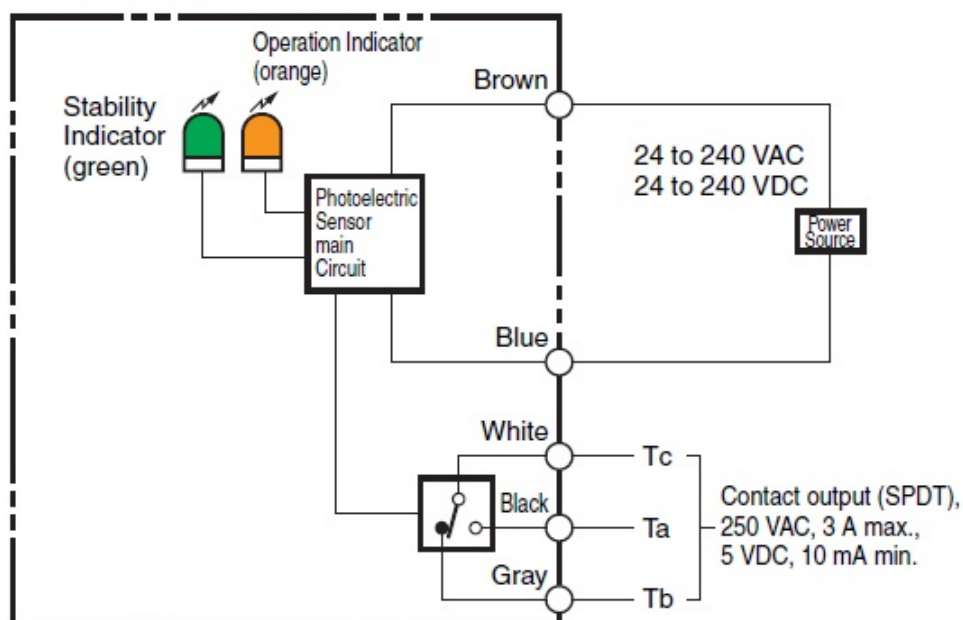 Operation Indicator
(orange)
Stability
Indicator
(green)
Brown
Photoelectric
Sensor
main
Circuit
24 to 240 VAC
24 to 240 VDC
Power
Source
Blue
White
Tc
Black
Ta
Contact output (SPDT),
250 VAC, 3 A max.,
5 VDC, 10 mA min.
Gray
Tb